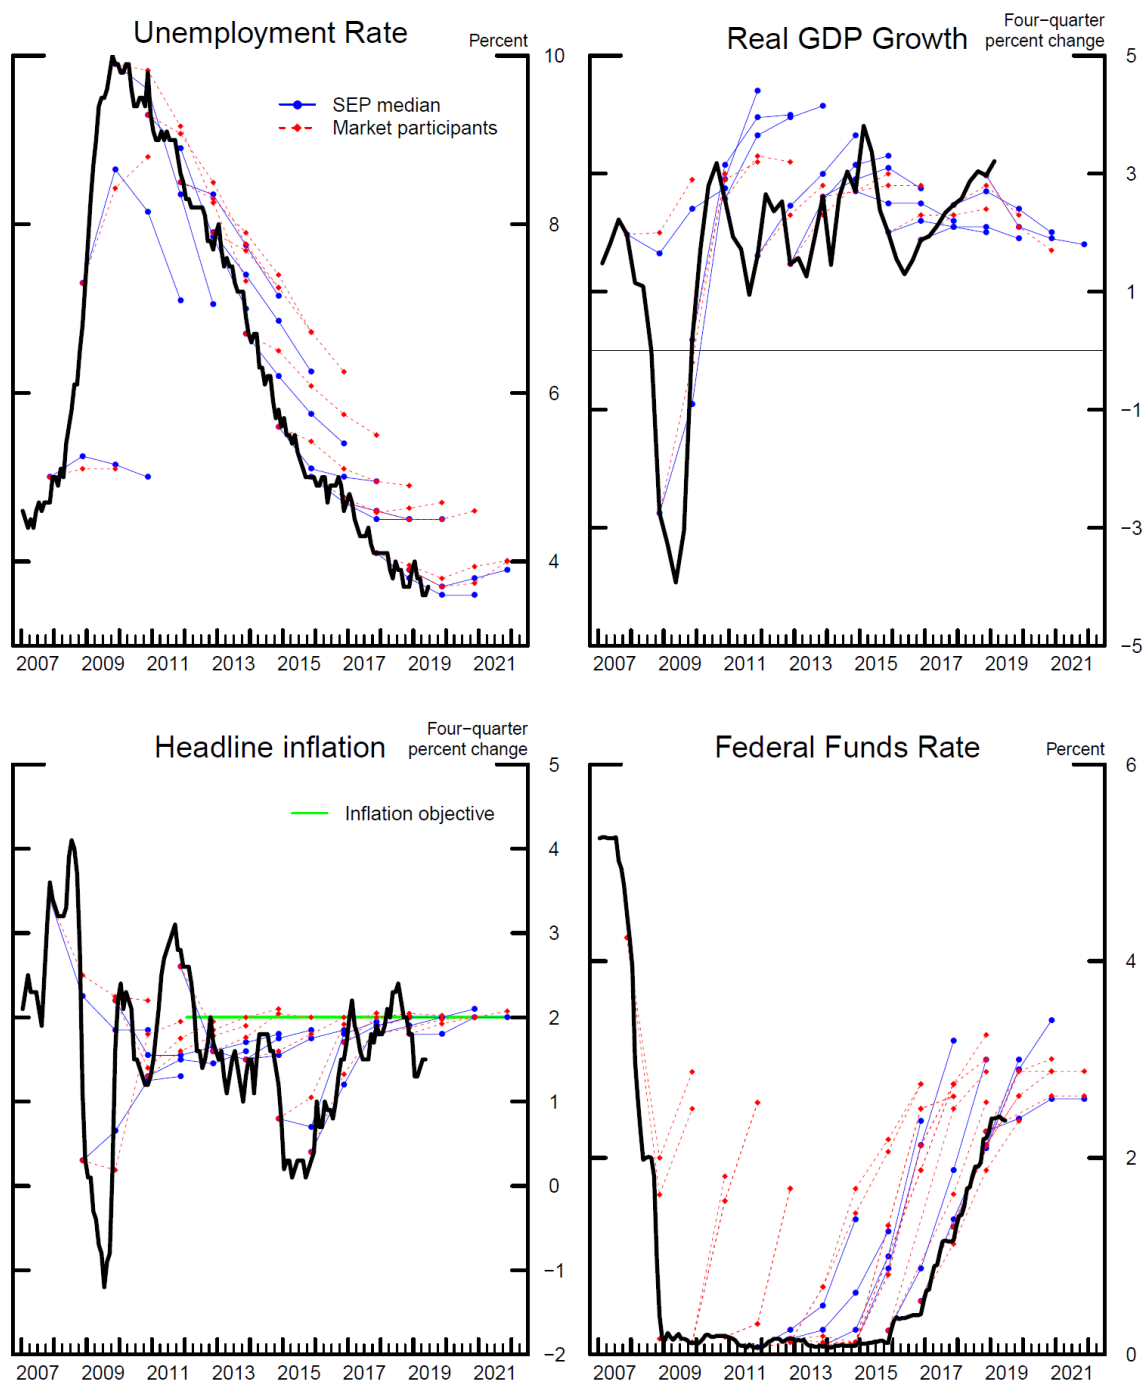 Unemployment Rate
Percent
10
8
6
4
SEP median
Market participants
2007 2009 2011 2013 2015 2017 2019 2021
Real GDP Growth
Four−quarter
percent change
5
3
1
−1
−3
−5
2007 2009 2011 2013 2015 2017 2019 2021
Headline inflation
Four−quarter
percent change
5
4
3
2
1
0
−1
−2
Inflation objective
2007 2009 2011 2013 2015 2017 2019 2021
Federal Funds Rate
Percent
6
4
2
0
2007 2009 2011 2013 2015 2017 2019 2021